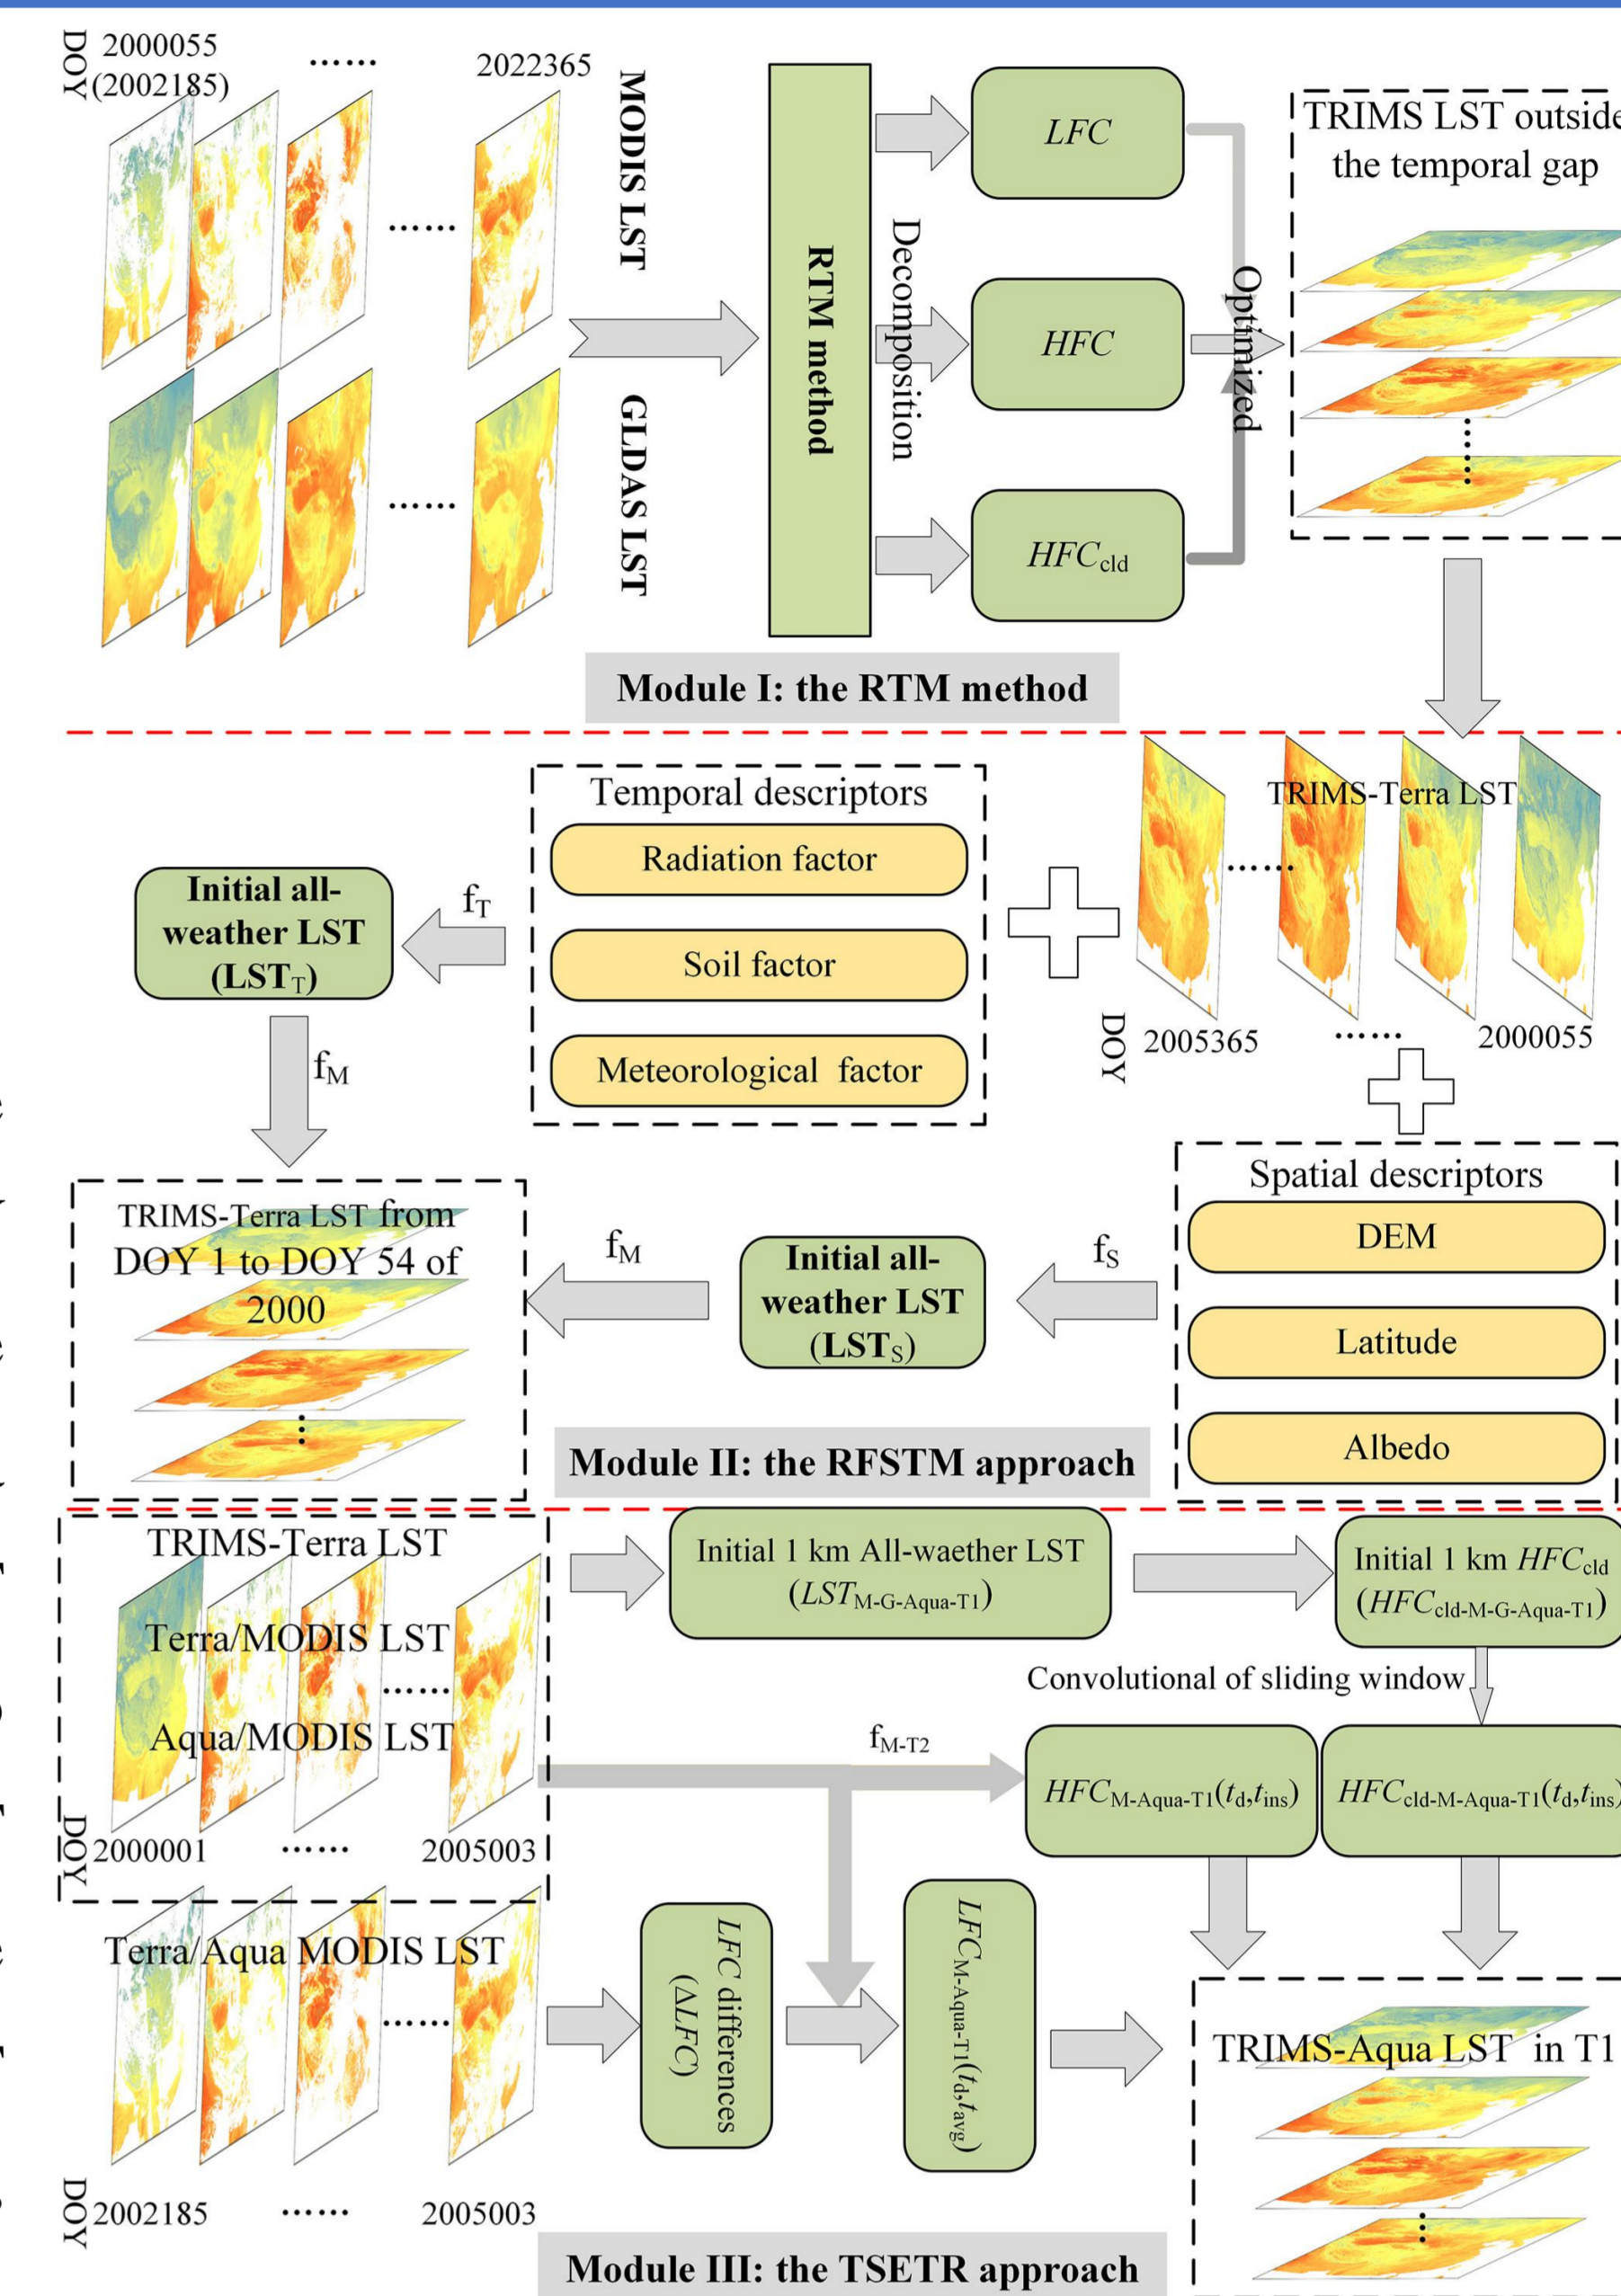 DOY
2000055
(2002185)
......
2022365
......
MODIS LST
......
GLDAS LST
RTM method
Decomposition
LFC
HFC
HFCcld
Optimized
TRIMS LST outside
the temporal gap
......
Module I: the RTM method
Temporal descriptors
Radiation factor
Soil factor
Meteorological factor
TRIMS-Terra LST
......
DOY
2005365
......
2000055
Initial all-
weather LST
(LSTT)
fT
fM
Spatial descriptors
DEM
Latitude
Albedo
fS
Initial all-
weather LST
(LSTS)
fM
TRIMS-Terra LST from
DOY 1 to DOY 54 of
2000
...
Module II: the RFSTM approach
TRIMS-Terra LST
Terra/MODIS LST
......
Aqua/MODIS LST
DOY
2000001
......
2005003
Initial 1 km All-waether LST
(LSTM-G-Aqua-T1)
Initial 1 km HFCcld
(HFCcld-M-G-Aqua-T1)
Convolutional of sliding window
fM-T2
HFCM-Aqua-T1(td,tins)
HFCcld-M-Aqua-T1(td,tins)
Terra/Aqua MODIS LST
......
DOY
2002185
......
2005003
LFC differences
(ΔLFC)
LFCM-Aqua-T1(td,tavg)
TRIMS-Aqua LST in T1
...
Module III: the TSETR approach